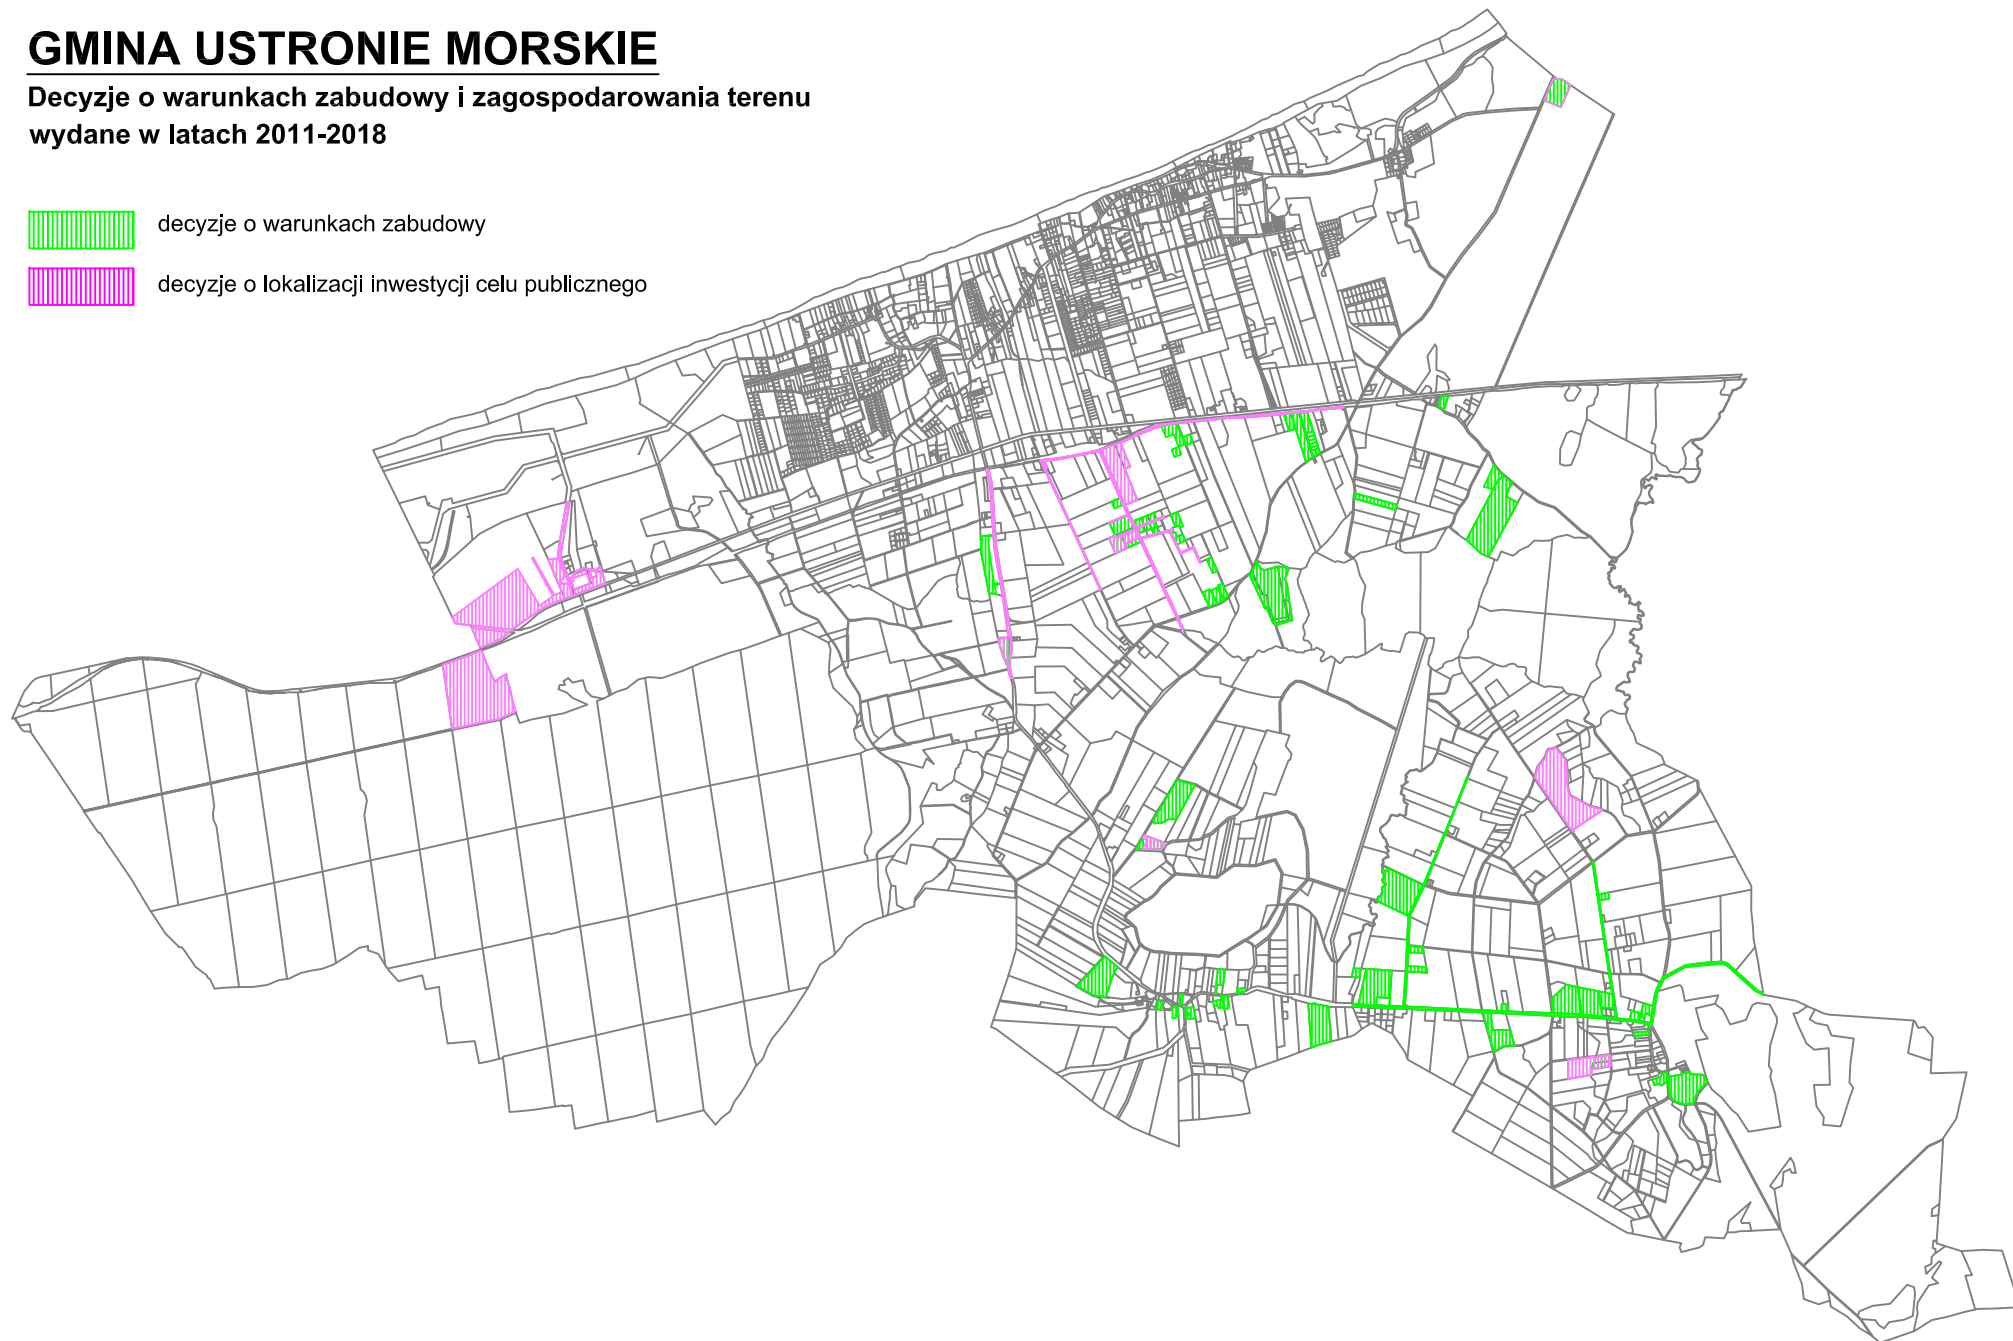 GMINA USTRONIE MORSKIE
Decyzje o warunkach zabudowy i zagospodarowania terenu
wydane w latach 2011-2018
decyzje o warunkach zabudowy
decyzje o lokalizacji inwestycji celu publicznego